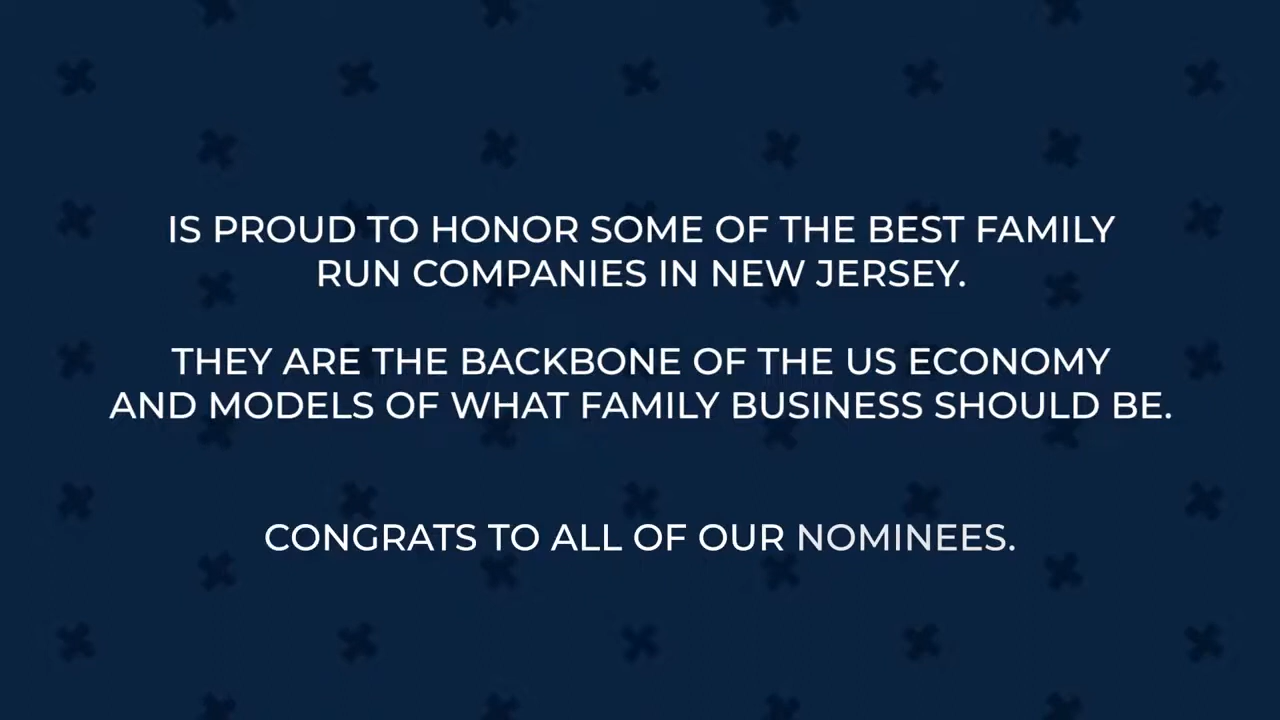 IS PROUD TO HONOR SOME OF THE BEST FAMILY
RUN COMPANIES IN NEW JERSEY.
THEY ARE THE BACKBONE OF THE US ECONOMY
AND MODELS OF WHAT FAMILY BUSINESS SHOULD BE.
CONGRATS TO ALL OF OUR NOMINEES.